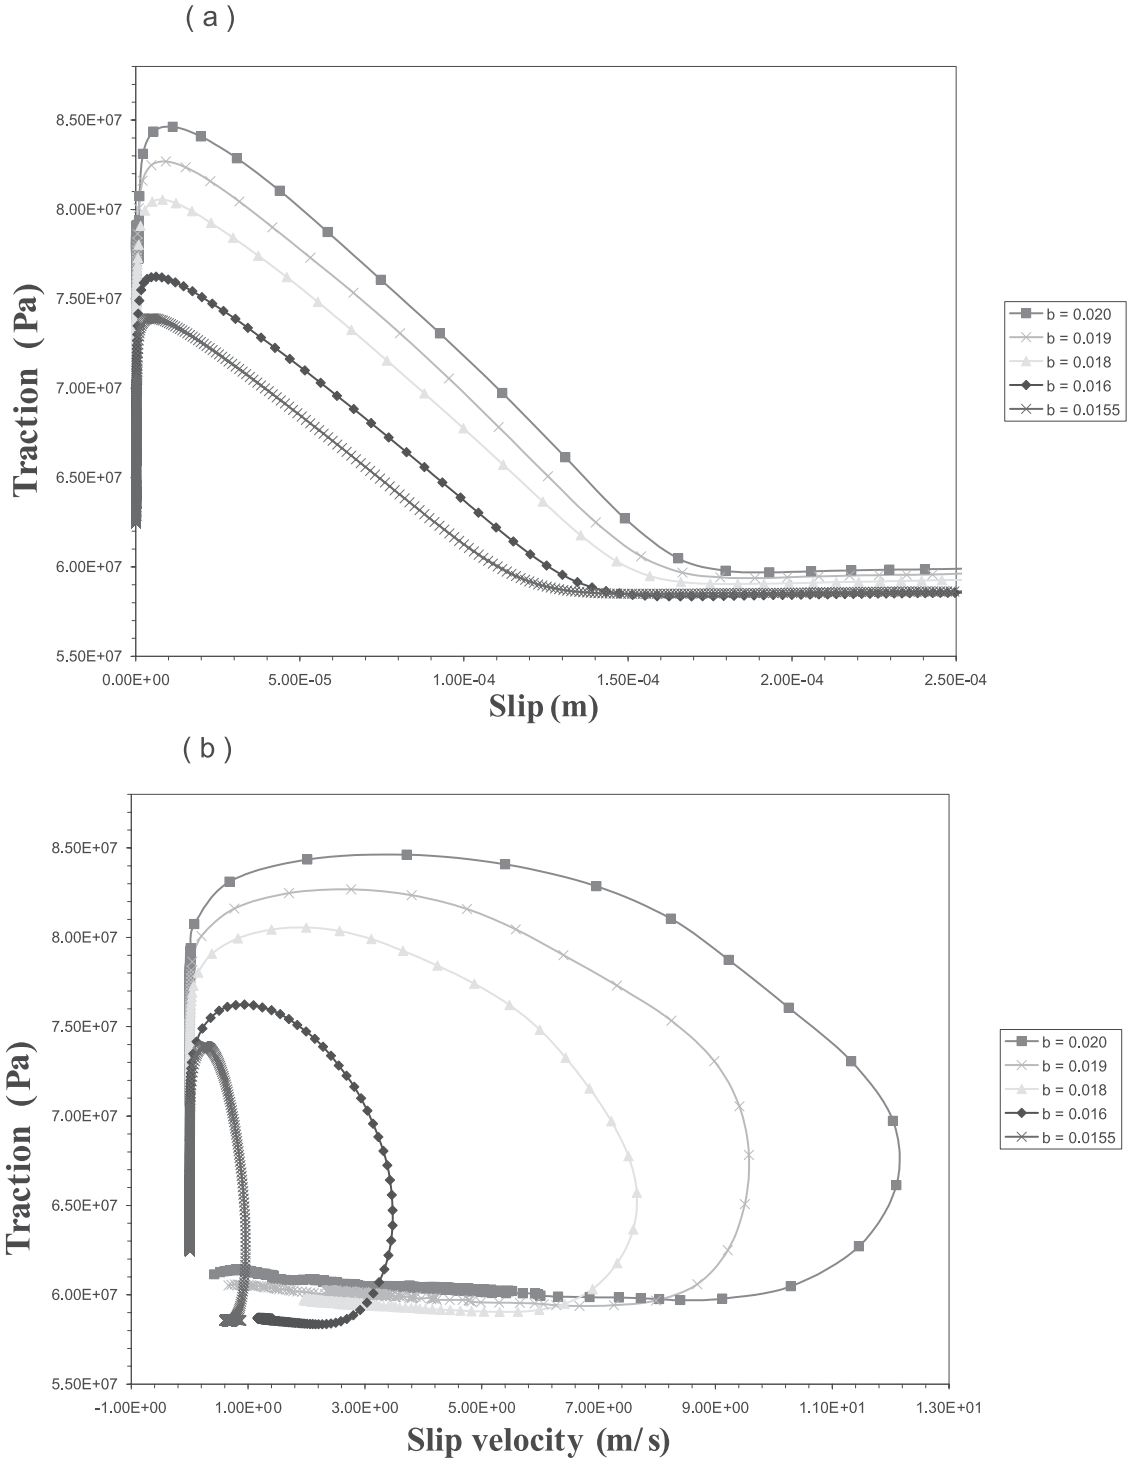 ( a )
8.50E+07
8.00E+07
7.50E+07
7.00E+07
6.50E+07
6.00E+07
5.50E+07
Traction (Pa)
0.00E+00 5.00E-05 1.00E-04 1.50E-04 2.00E-04 2.50E-04
Slip (m)
b = 0.020
b = 0.019
b = 0.018
b = 0.016
b = 0.0155
( b )
8.50E+07
8.00E+07
7.50E+07
7.00E+07
6.50E+07
6.00E+07
5.50E+07
Traction (Pa)
-1.00E+00 1.00E+00 3.00E+00 5.00E+00 7.00E+00 9.00E+00 1.10E+01 1.30E+01
Slip velocity (m/s)
b = 0.020
b = 0.019
b = 0.018
b = 0.016
b = 0.0155